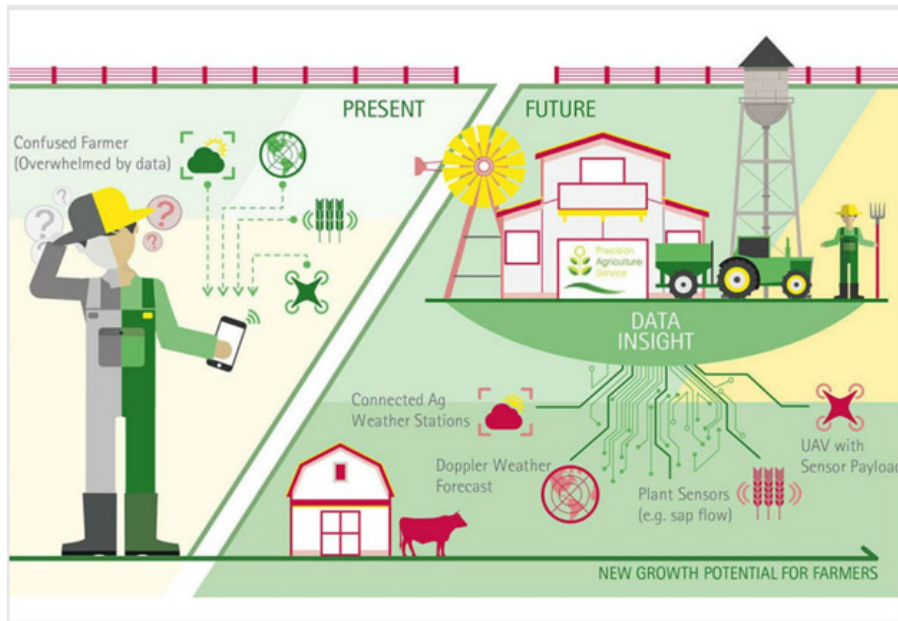 PRESENT
FUTURE
Confused Farmer
(Overwhelmed by data)
?
?
?
?
?
Precision
Agriculture
Service
DATA
INSIGHT
Connected Ag
Weather Stations
Doppler Weather
Forecast
Plant Sensors
(e.g. sap flow)
UAV with
Sensor Payload
NEW GROWTH POTENTIAL FOR FARMERS